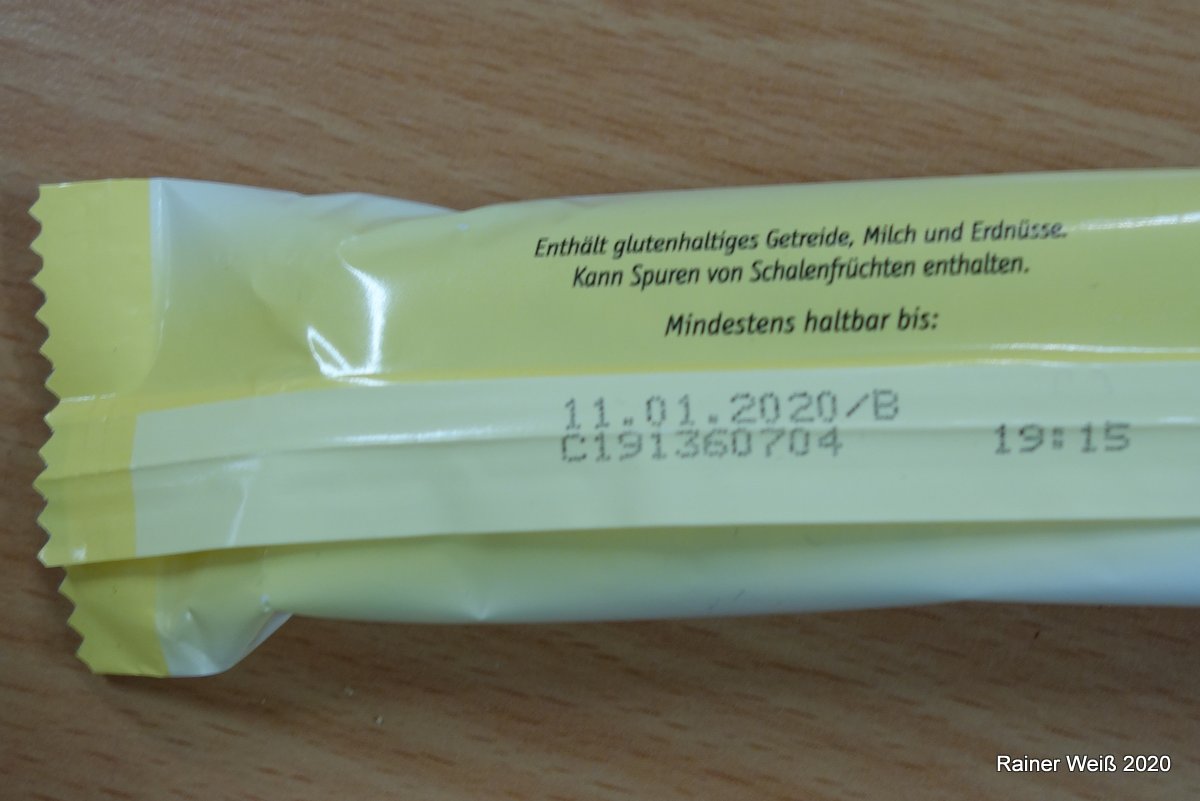 Enthält glutenhaltiges Getreide, Milch und Erdnüsse.
Kann Spuren von Schalenfrüchten enthalten.
Mindestens haltbar bis:
11.01.2020/B
C191360704 19:15
Rainer Weiß 2020